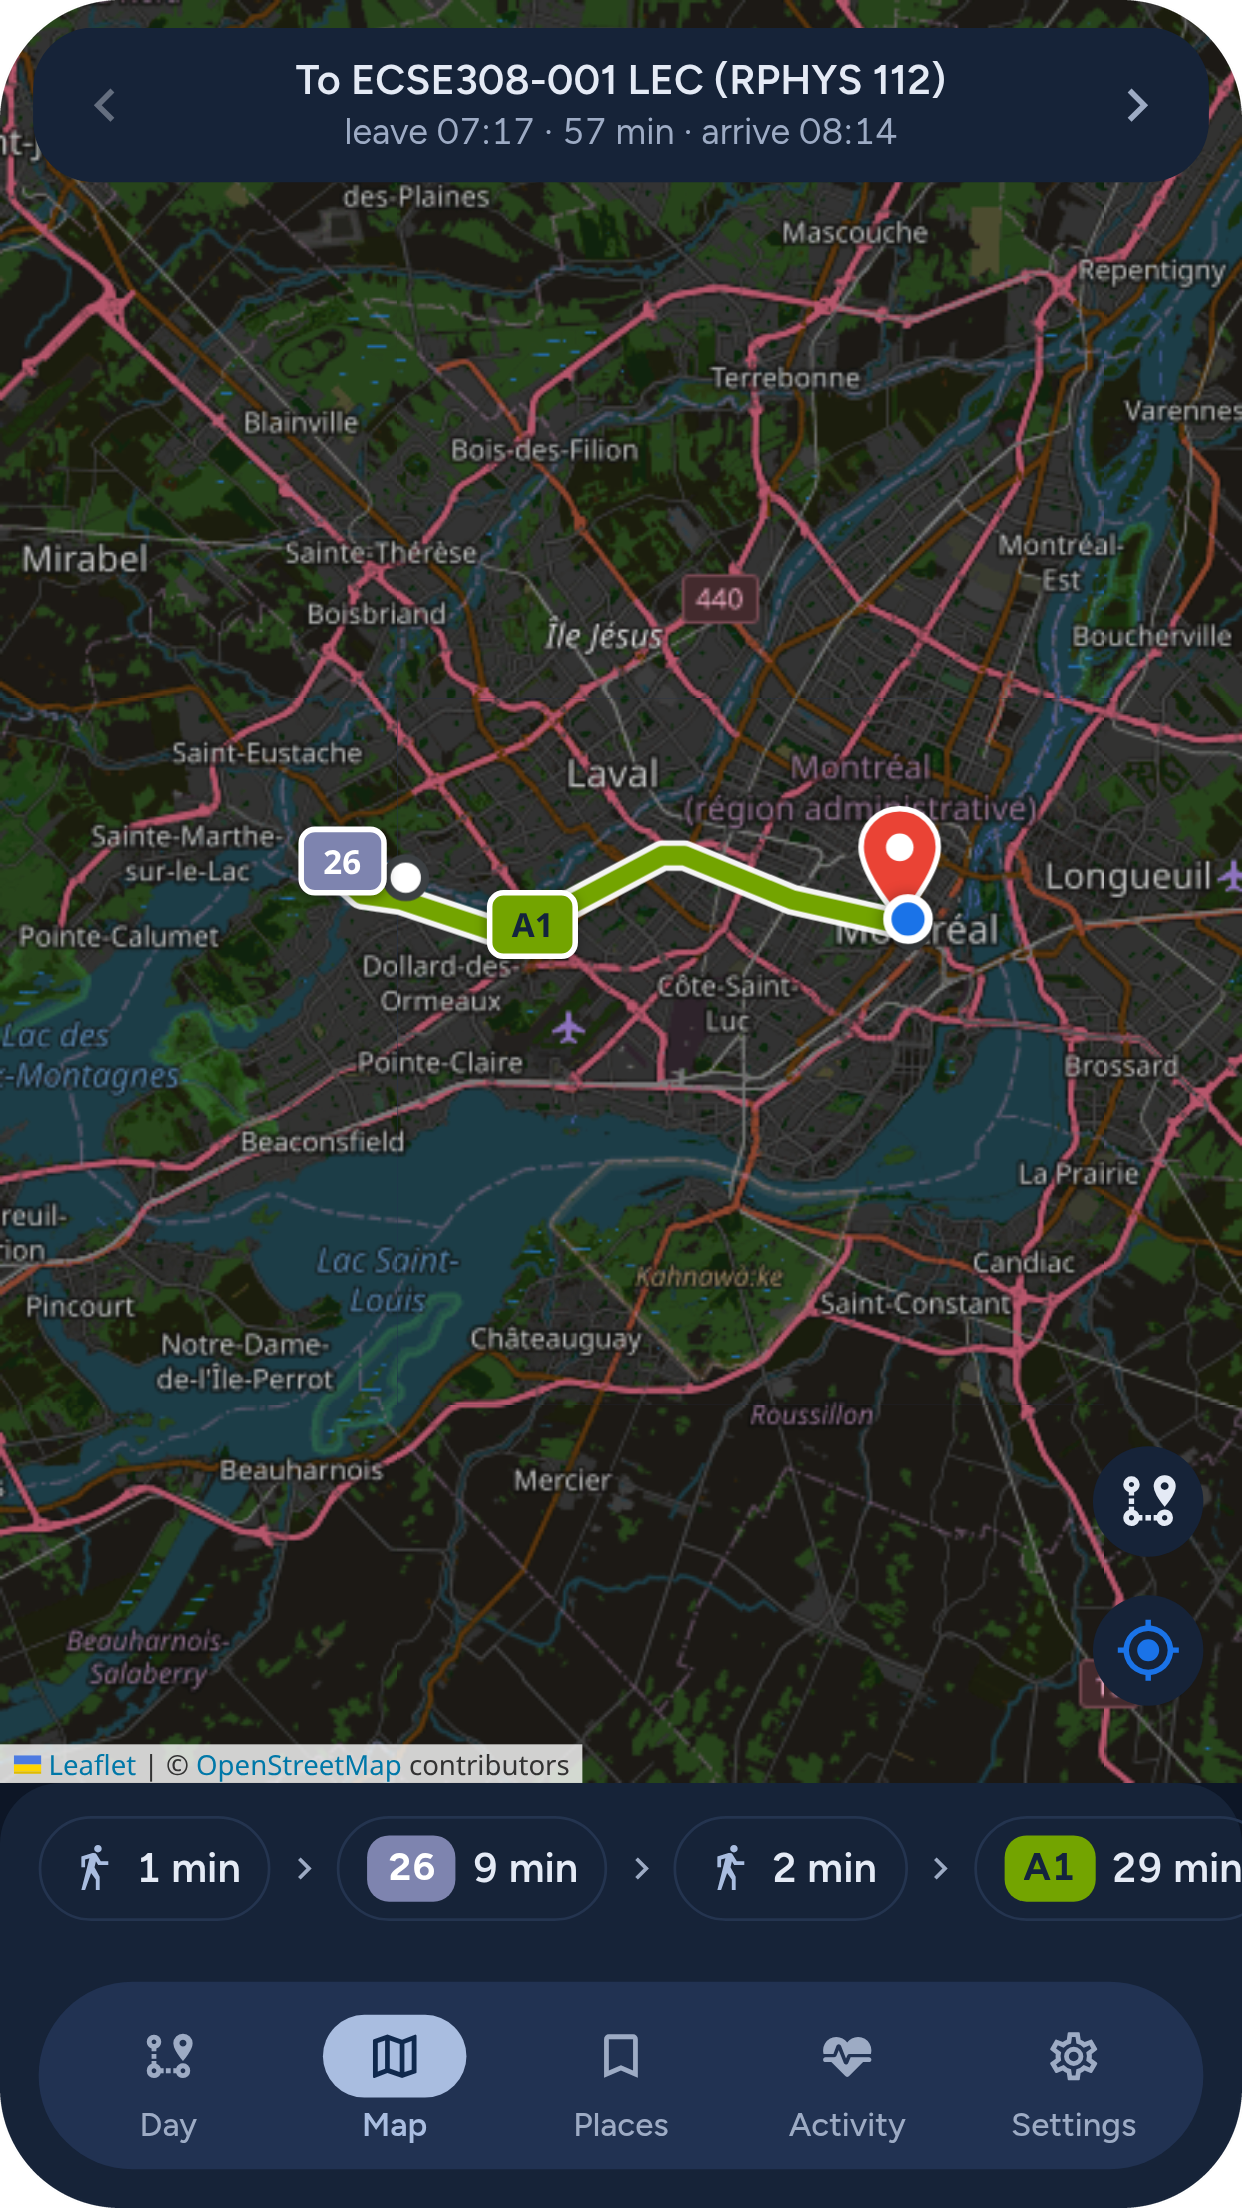 To ECSE308-001 LEC (RPHYS 112)
leave 07:17 · 57 min · arrive 08:14
des-Plaines
Mascouche
Repentigny
Terrebonne
Varennes
Blainville
Bois-des-Filion
Mirabel
Sainte-Thérèse
Montréal-
Est
Boisbriand
440
Île Jésus
Boucherville
Saint-Eustache
Laval
Montréal
(région administrative)
Sainte-Marthe-
sur-le-Lac
26
Longueuil
A1
Pointe-Calumet
Montréal
Dollard-des-
Ormeaux
Côte-Saint-
Luc
Lac des
x-Montagnes
Pointe-Claire
Brossard
Beaconsfield
La Prairie
reuil-
rion
Lac Saint-
Louis
Kahnawà:ke
Candiac
Pincourt
Saint-Constant
Notre-Dame-
de-l'Île-Perrot
Châteauguay
Roussillon
Beauharnois
Mercier
Beauharnois-
Salaberry
Leaflet | © OpenStreetMap contributors
1 min
26 9 min
2 min
A1 29 min
Day
Map
Places
Activity
Settings